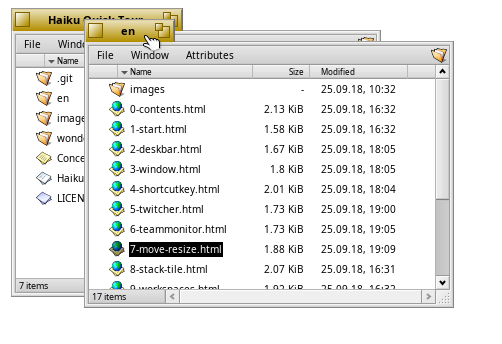 Haiku Quick Tour
File Windo
Name
.git
en
image
wond
Conce
Haiku
LICEN
7 items
en
File Window Attributes
Name Size Modified
images - 25.09.18, 10:32
0-contents.html 2.13 KiB 25.09.18, 16:32
1-start.html 1.58 KiB 25.09.18, 16:32
2-deskbar.html 1.67 KiB 25.09.18, 18:05
3-window.html 1.8 KiB 25.09.18, 18:05
4-shortcutkey.html 2.01 KiB 25.09.18, 18:04
5-twitcher.html 1.73 KiB 25.09.18, 19:00
6-teammonitor.html 1.73 KiB 25.09.18, 19:05
7-move-resize.html 1.88 KiB 25.09.18, 19:09
8-stack-tile.html 2.07 KiB 25.09.18, 16:31
9-workspaces.html 1.92 KiB 25.09.18, 16:32
17 items